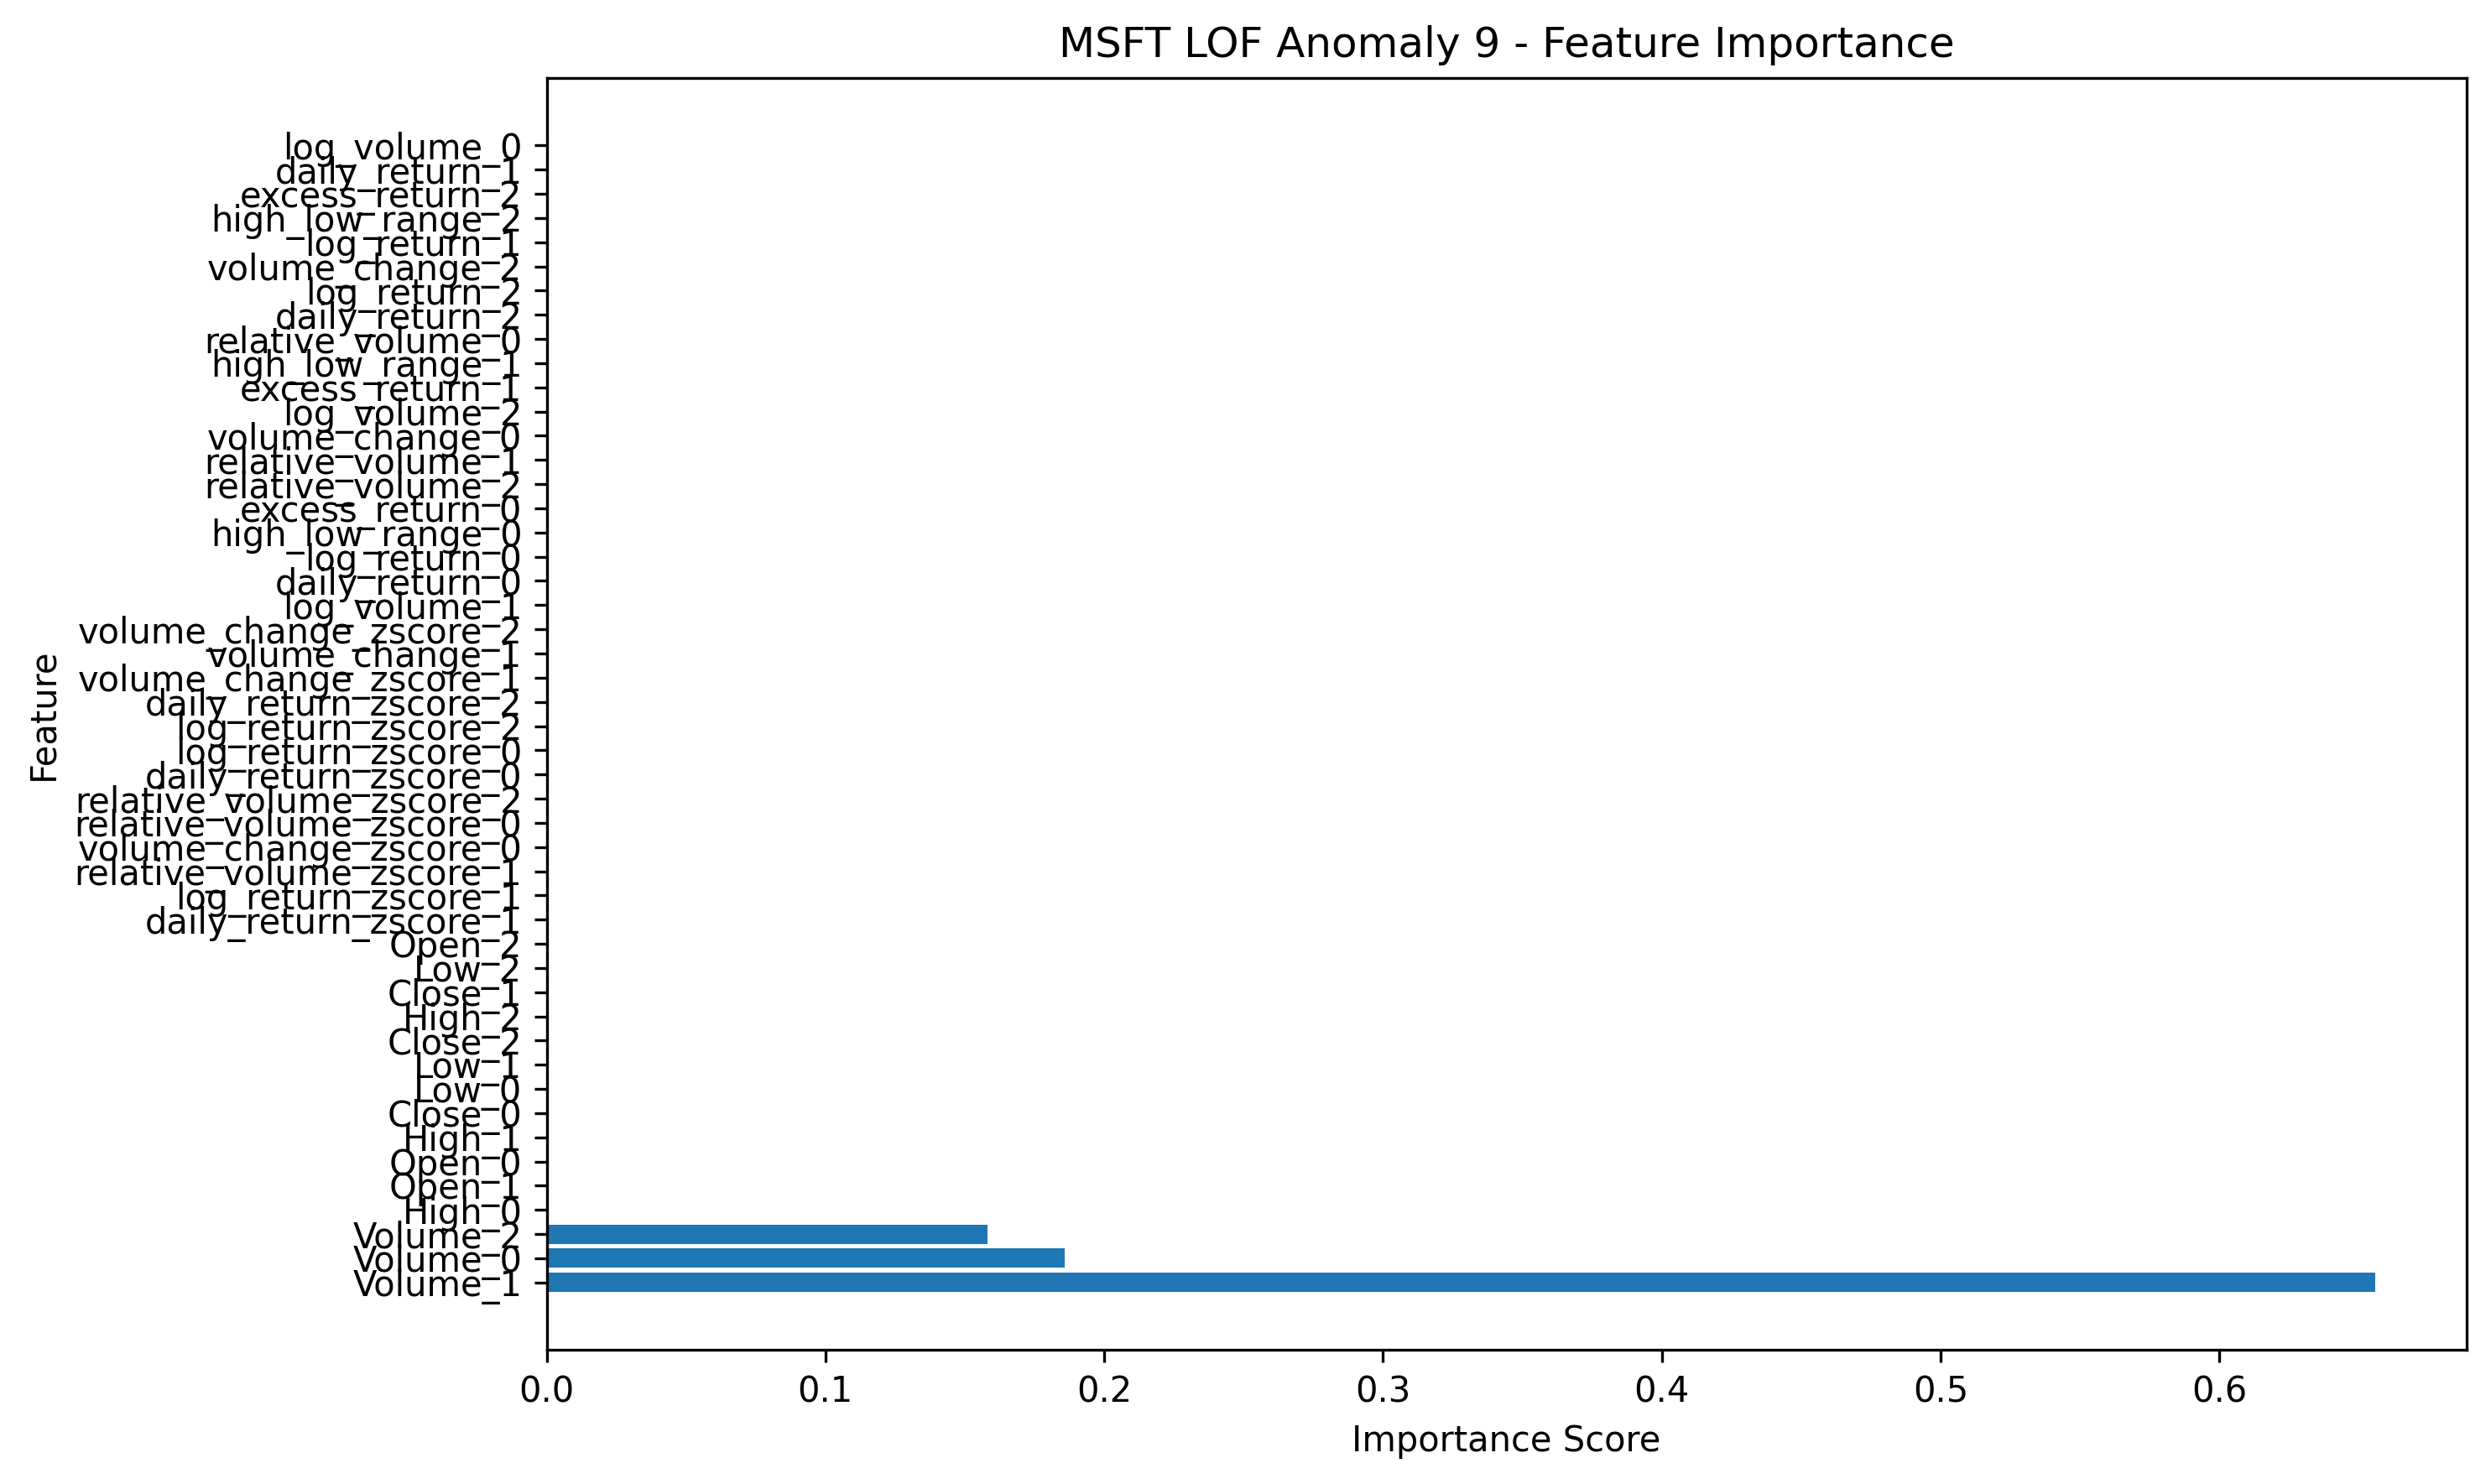 MSFT LOF Anomaly 9 - Feature Importance
log_volume_0
daily_return_1
excess_return_2
high_low_range_2
log_return_1
volume_change_2
log_return_2
daily_return_2
relative_volume_0
high_low_range_1
excess_return_1
log_volume_2
volume_change_0
relative_volume_1
relative_volume_2
excess_return_0
high_low_range_0
log_return_0
daily_return_0
log_volume_1
volume_change_zscore_2
volume_change_1
volume_change_zscore_1
daily_return_zscore_2
log_return_zscore_2
log_return_zscore_0
daily_return_zscore_0
relative_volume_zscore_2
relative_volume_zscore_0
volume_change_zscore_0
relative_volume_zscore_1
log_return_zscore_1
daily_return_zscore_1
Open_2
Low_2
Close_1
High_2
Close_2
Low_1
Low_0
Close_0
High_1
Open_0
Open_1
High_0
Volume_2
Volume_0
Volume_1
Feature
0.0 0.1 0.2 0.3 0.4 0.5 0.6
Importance Score